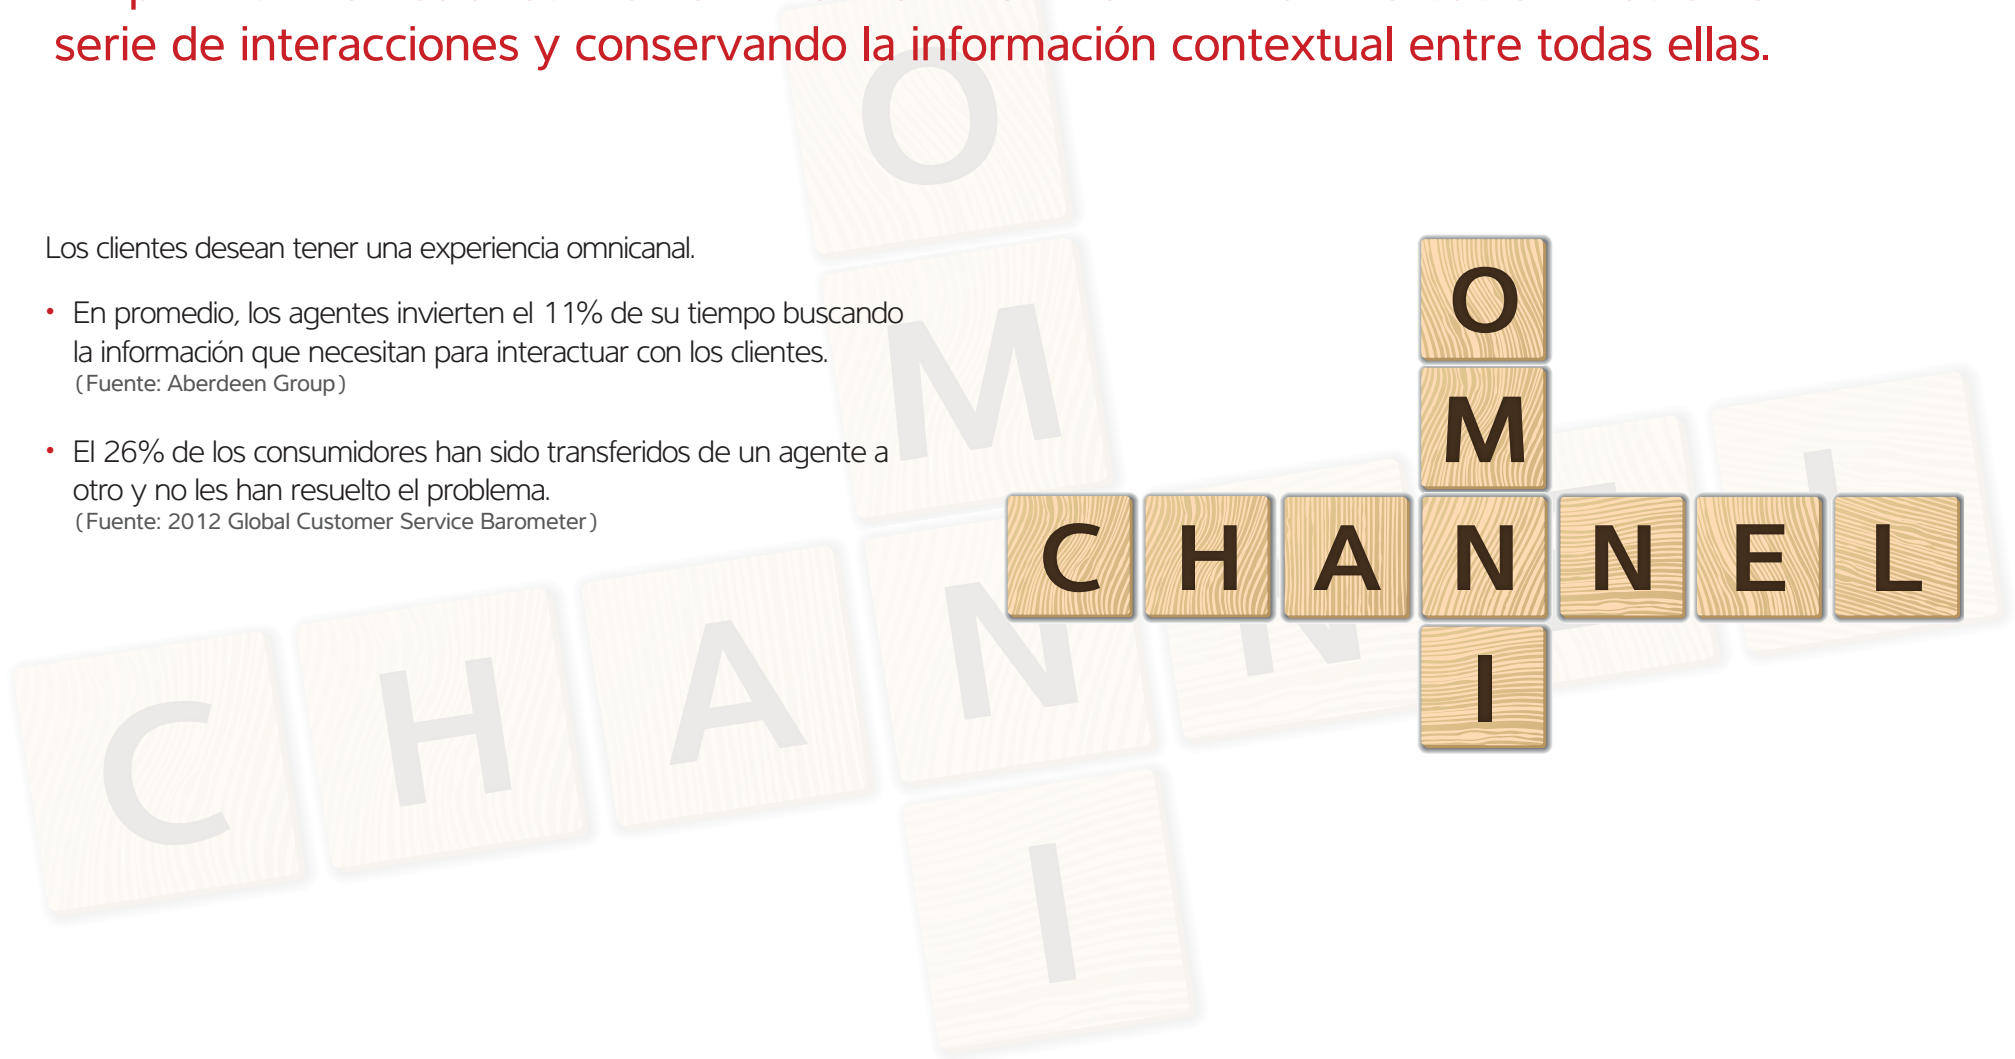 serie de interacciones y conservando la información contextual entre todas ellas.
Los clientes desean tener una experiencia omnicanal.
• En promedio, los agentes invierten el 11% de su tiempo buscando
la información que necesitan para interactuar con los clientes.
(Fuente: Aberdeen Group)
• El 26% de los consumidores han sido transferidos de un agente a
otro y no les han resuelto el problema.
(Fuente: 2012 Global Customer Service Barometer)
O
M
CHANNEL
I
O
M
CHANNEL
I